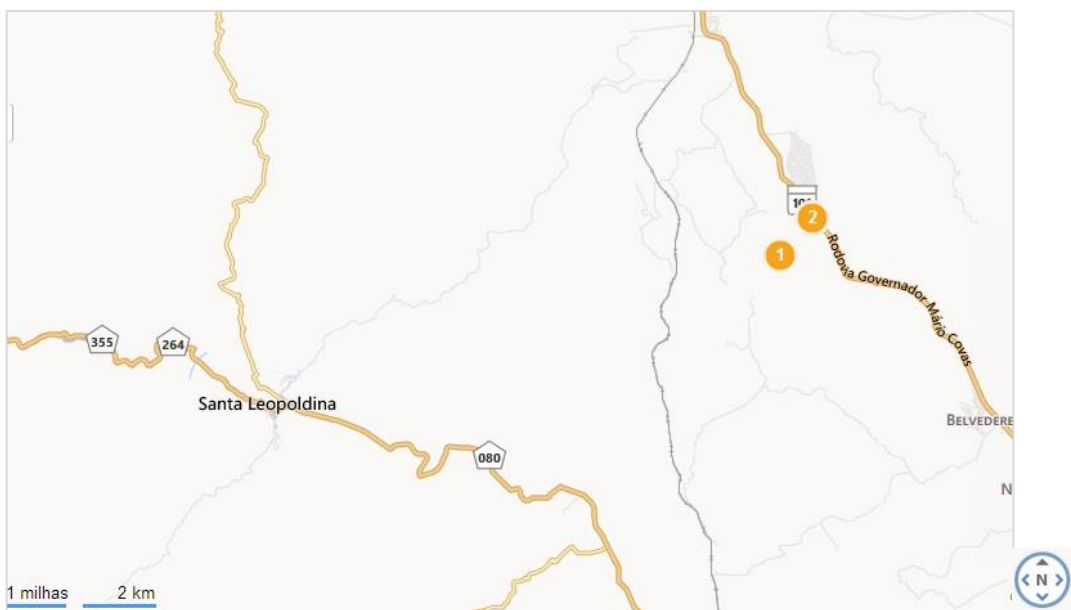 2
1
Rodovia Governador Mário Covas
355
264
Santa Leopoldina
BELVEDERE
080
N
1 milhas
2 km
N